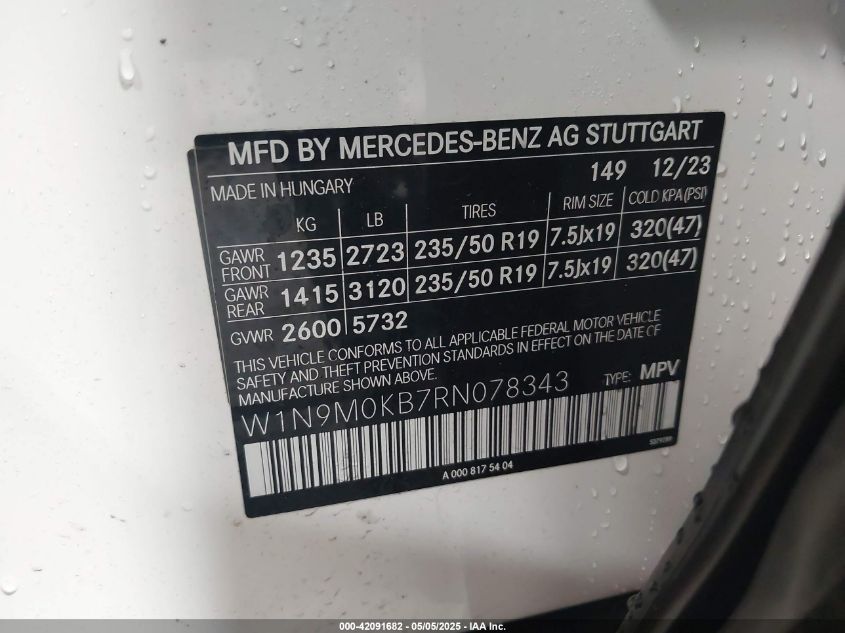 MFD BY MERCEDES-BENZ AG STUTTGART
149 12/23
MADE IN HUNGARY
KG LB TIRES RIM SIZE COLD KPA(PSI)
GAWR FRONT 1235 2723 235/50 R19 7.5Jx19 320(47)
GAWR REAR 1415 3120 235/50 R19 7.5Jx19 320(47)
GVWR 2600 5732
THIS VEHICLE CONFORMS TO ALL APPLICABLE FEDERAL MOTOR VEHICLE
SAFETY AND THEFT PREVENTION STANDARDS IN EFFECT ON THE DATE OF
MANUFACTURE SHOWN ABOVE.
W1N9M0KB7RN078343 TYPE: MPV
A 000 817 54 04
000-42091682 - 05/05/2025 - IAA Inc.